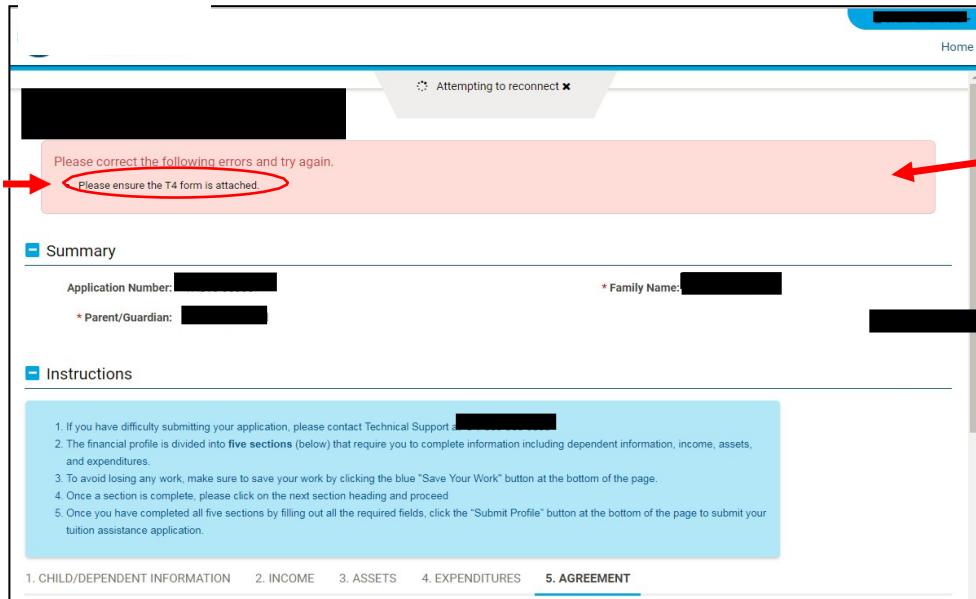 Home
Attempting to reconnect ✖
Please correct the following errors and try again.
Please ensure the T4 form is attached.
Summary
Application Number:
* Family Name:
* Parent/Guardian:
Instructions
1. If you have difficulty submitting your application, please contact Technical Support a
2. The financial profile is divided into five sections (below) that require you to complete information including dependent information, income, assets,
and expenditures.
3. To avoid losing any work, make sure to save your work by clicking the blue "Save Your Work" button at the bottom of the page.
4. Once a section is complete, please click on the next section heading and proceed
5. Once you have completed all five sections by filling out all the required fields, click the "Submit Profile" button at the bottom of the page to submit your
tuition assistance application.
1. CHILD/DEPENDENT INFORMATION 2. INCOME 3. ASSETS 4. EXPENDITURES 5. AGREEMENT